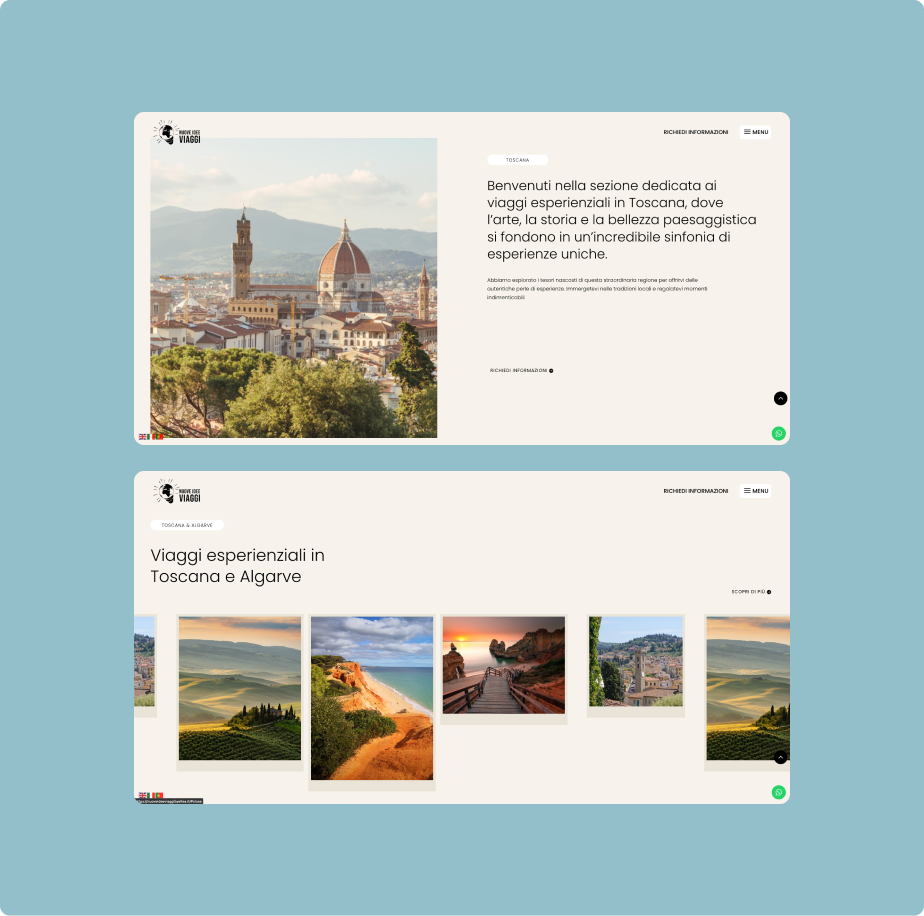 NUOVE IDEE
VIAGGI
RICHIEDI INFORMAZIONI
MENU
TOSCANA
Benvenuti nella sezione dedicata ai
viaggi esperienziali in Toscana, dove
l'arte, la storia e la bellezza paesaggistica
si fondono in un'incredibile sinfonia di
esperienze uniche.
Abbiamo esplorato i tesori nascosti di questa straordinaria regione per offrirvi delle
autentiche perle di esperienze. Immergetevi nelle tradizioni locali e regalatevi momenti
indimenticabili
RICHIEDI INFORMAZIONI
NUOVE IDEE
VIAGGI
RICHIEDI INFORMAZIONI
MENU
TOSCANA & ALGARVE
Viaggi esperienziali in
Toscana e Algarve
SCOPRI DI PIÙ